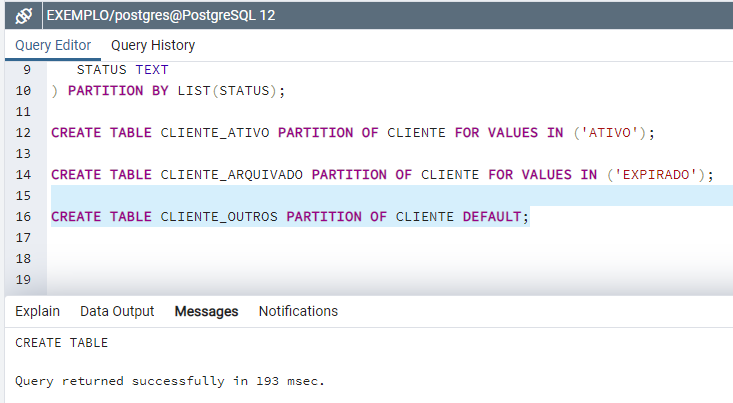 EXEMPLO/postgres@PostgreSQL 12
Query Editor Query History
9 STATUS TEXT
10 ) PARTITION BY LIST(STATUS);
11
12 CREATE TABLE CLIENTE_ATIVO PARTITION OF CLIENTE FOR VALUES IN ('ATIVO');
13
14 CREATE TABLE CLIENTE_ARQUIVADO PARTITION OF CLIENTE FOR VALUES IN ('EXPIRADO');
15
16 CREATE TABLE CLIENTE_OUTROS PARTITION OF CLIENTE DEFAULT;
17
18
19
Explain Data Output Messages Notifications
CREATE TABLE
Query returned successfully in 193 msec.